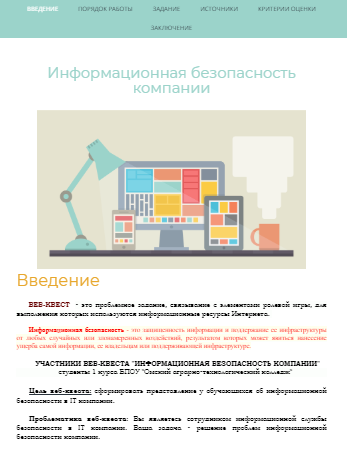 ВВЕДЕНИЕ ПОРЯДОК РАБОТЫ ЗАДАНИЕ ИСТОЧНИКИ КРИТЕРИИ ОЦЕНКИ
ЗАКЛЮЧЕНИЕ
Информационная безопасность
компании
Введение
ВЕБ-КВЕСТ - это проблемное задание, связывание с элементами ролевой игры, для
выполнения которых используются информационные ресурсы Интернета.
Информационная безопасность - это защищенность информации и поддержание ее инфраструктуры
от любых случайных или злонамеренных воздействий, результатом которых может явиться нанесение
ущерба самой информации, ее владельцам или поддерживающей инфраструктуре.
УЧАСТНИКИ ВЕБ-КВЕСТА "ИНФОРМАЦИОННАЯ БЕЗОПАСНОСТЬ КОМПАНИИ"
студенты 1 курса БПОУ "Омский аграрно-технологический колледж"
Цель веб-квеста: сформировать представление у обучающихся об информационной
безопасности в IT компании.
Проблематика веб-квеста: Вы являетесь сотрудником информационной службы
безопасности в IT компании. Ваша задача - решение проблем информационной
безопасности компании.